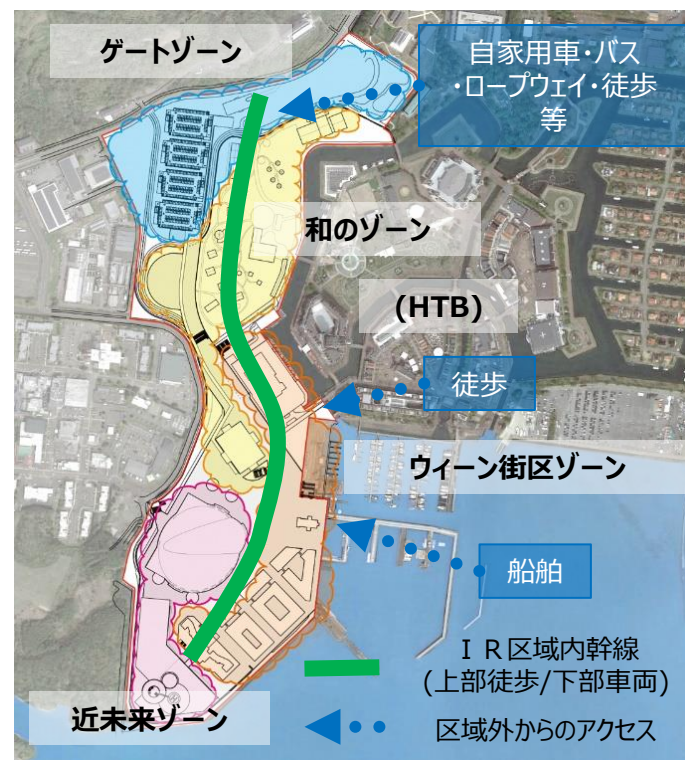 ゲートゾーン
自家用車・バス
・ロープウェイ・徒歩
等
和のゾーン
(HTB)
徒歩
ウィーン街区ゾーン
船舶
ＩＲ区域内幹線
(上部徒歩/下部車両)
近未来ゾーン
区域外からのアクセス